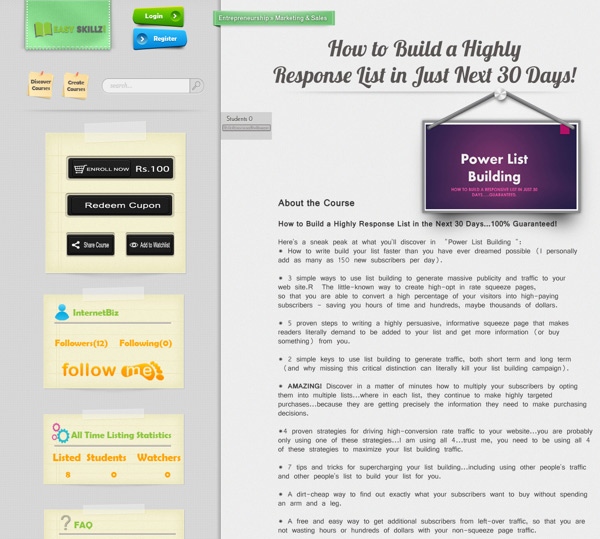 EASY SKILLZ
Login
Register
Discover
Courses
Create
Courses
search...
ENROLL NOW Rs.100
Redeem Cupon
Share Course
Add to Watchlist
InternetBiz
Followers(12) Following(0)
follow me!
All Time Listing Statistics
Listed Students Watchers
8 0 0
? FAQ
Entrepreneurship's Marketing & Sales
How to Build a Highly
Response List in Just Next 30 Days!
Students 0
Power List
Building
HOW TO BUILD A RESPONSIVE LIST IN JUST 30
DAYS.....GUARANTEED.
About the Course
How to Build a Highly Response List in the Next 30 Days...100% Guaranteed!
Here's a sneak peak at what you'll discover in "Power List Building ":
* How to write build your list faster than you have ever dreamed possible (I personally
add as many as 150 new subscribers per day).
* 3 simple ways to use list building to generate massive publicity and traffic to your
web site.R The little-known way to create high-opt in rate squeeze pages,
so that you are able to convert a high percentage of your visitors into high-paying
subscribers - saving you hours of time and hundreds, maybe thousands of dollars.
* 5 proven steps to writing a highly persuasive, informative squeeze page that makes
readers literally demand to be added to your list and get more information (or buy
something) from you.
* 2 simple keys to use list building to generate traffic, both short term and long term
(and why missing this critical distinction can literally kill your list building campaign).
* AMAZING! Discover in a matter of minutes how to multiply your subscribers by opting
them into multiple lists...where in each list, they continue to make highly targeted
purchases...because they are getting precisely the information they need to make purchasing
decisions.
*4 proven strategies for driving high-conversion rate traffic to your website...you are probably
only using one of these strategies...I am using all 4...trust me, you need to be using all 4
of these strategies to maximize your list building traffic.
* 7 tips and tricks for supercharging your list building...including using other people's traffic
and other people's list to build your list for you.
* A dirt-cheap way to find out exactly what your subscribers want to buy without spending
an arm and a leg.
* A free and easy way to get additional subscribers from left-over traffic, so that you are
not wasting hours or hundreds of dollars with your non-squeeze page traffic.